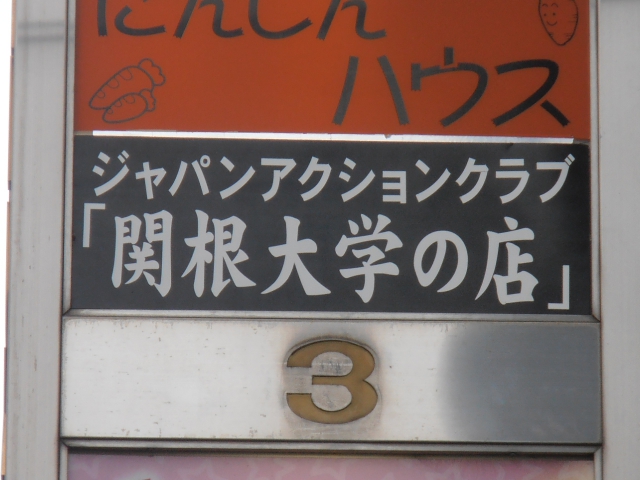 にんじん
ハウス
ジャパンアクションクラブ
「関根大学の店」
3